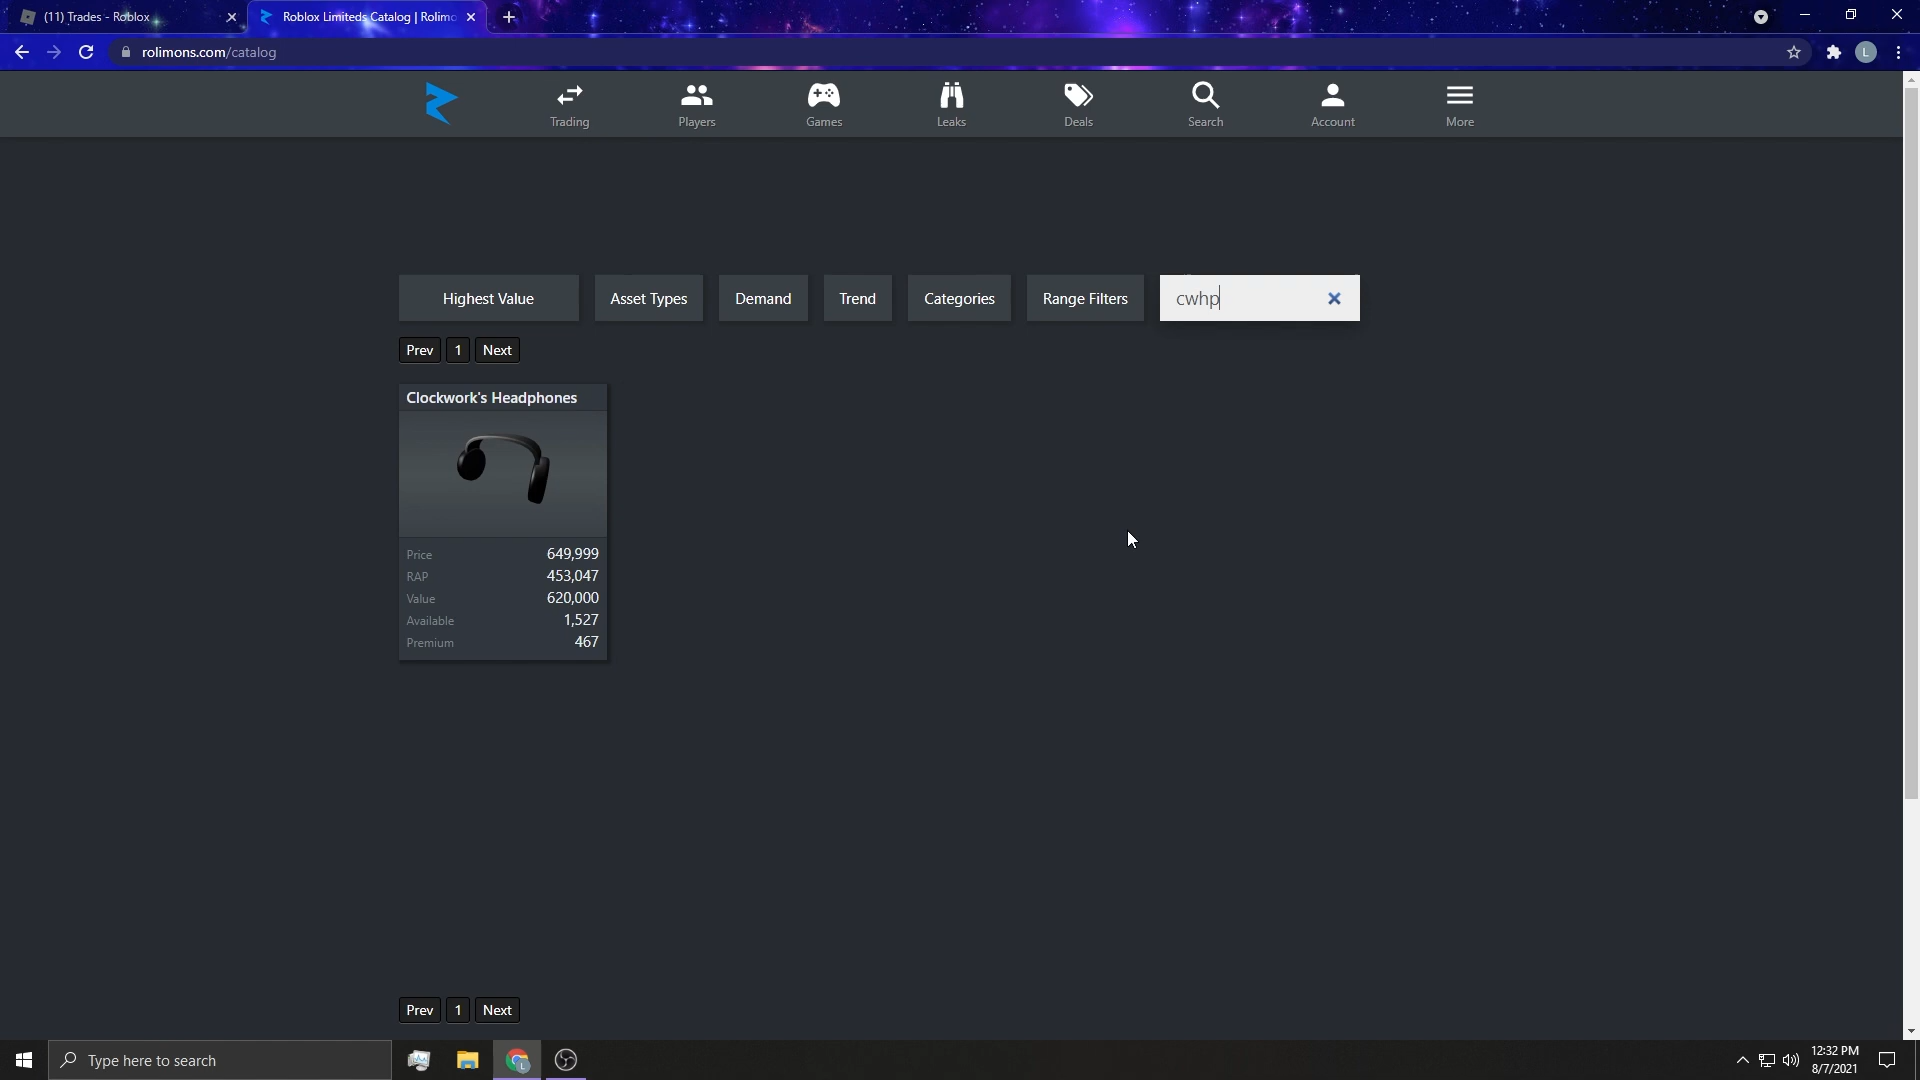 (11) Trades - Roblox
Roblox Limiteds Catalog | Rolimo
rolimons.com/catalog
L
Trading
Players
Games
Leaks
Deals
Search
Account
More
Highest Value
Asset Types
Demand
Trend
Categories
Range Filters
cwhp
Prev 1 Next
Clockwork's Headphones
Price 649,999
RAP 453,047
Value 620,000
Available 1,527
Premium 467
Prev 1 Next
Type here to search
L
12:32 PM
8/7/2021